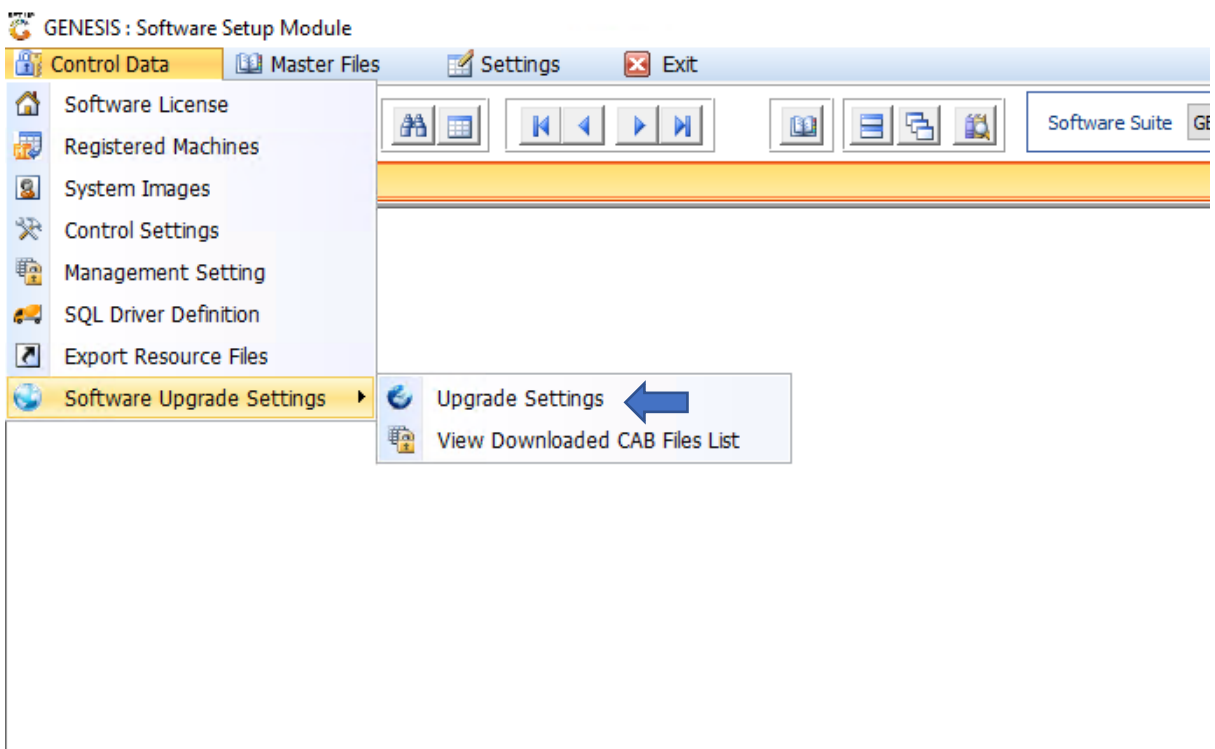 GENESIS : Software Setup Module
Control Data Master Files Settings Exit
Software License
Registered Machines
System Images
Control Settings
Management Setting
SQL Driver Definition
Export Resource Files
Software Upgrade Settings
Software Suite
Upgrade Settings
View Downloaded CAB Files List